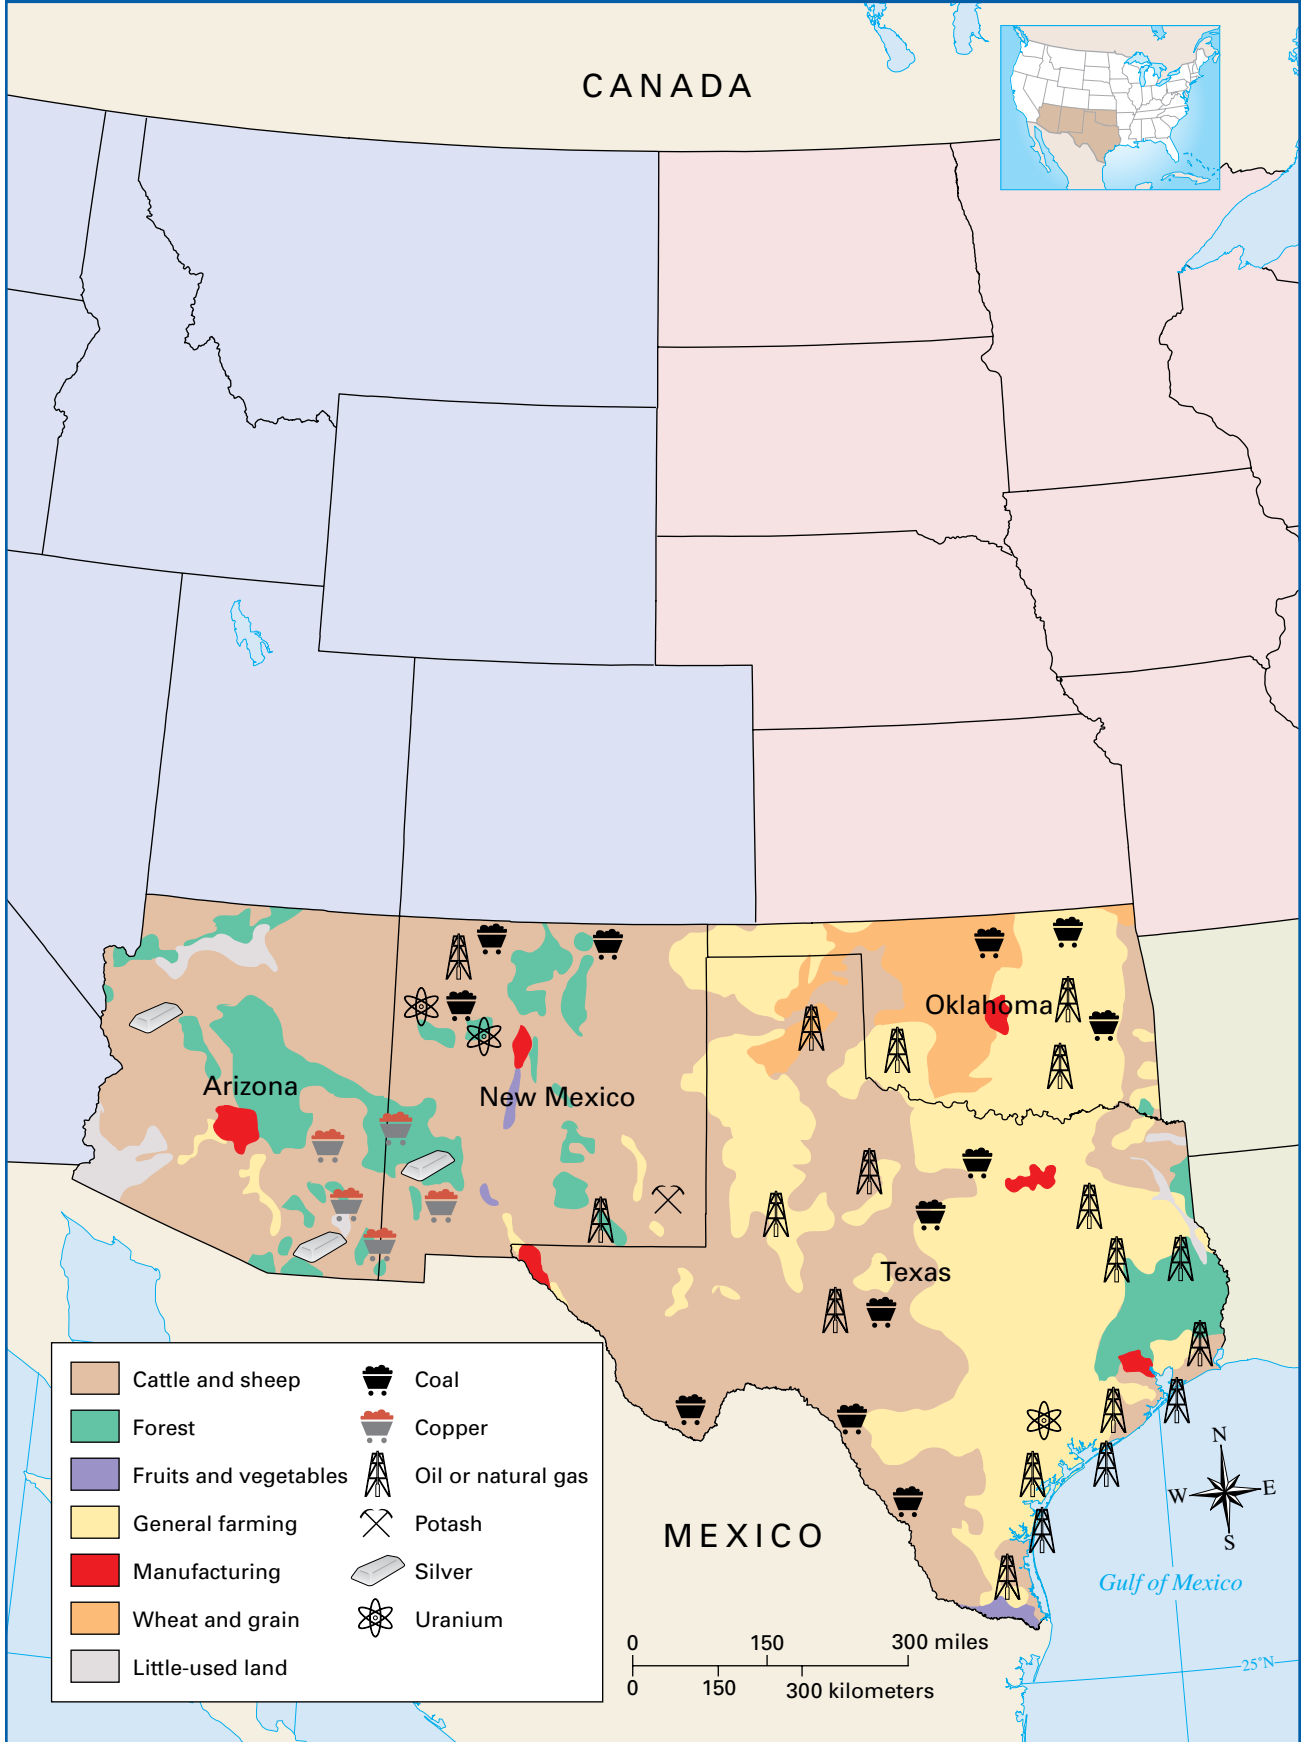 CANADA
Oklahoma
Arizona
New Mexico
Texas
Cattle and sheep
Forest
Fruits and vegetables
General farming
Manufacturing
Wheat and grain
Little-used land
Coal
Copper
Oil or natural gas
Potash
Silver
Uranium
MEXICO
N
W
E
S
Gulf of Mexico
25°N
0 150 300 miles
0 150 300 kilometers